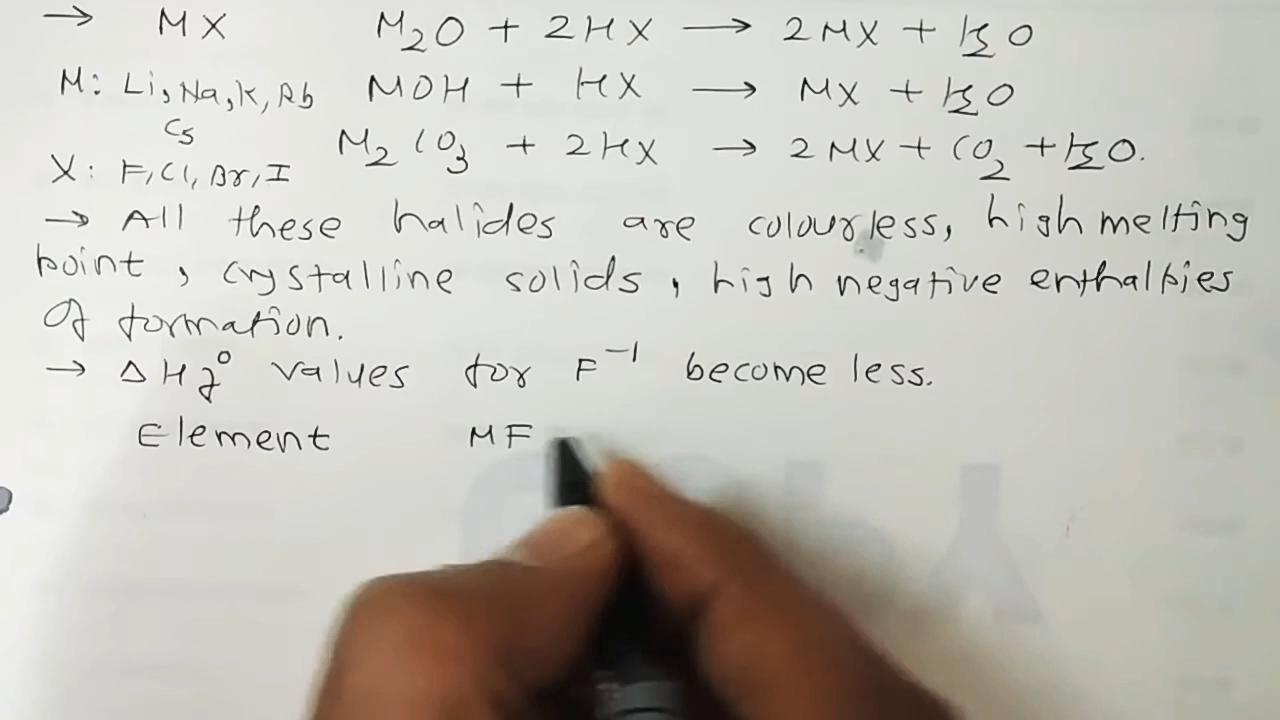 → MX M₂O + 2HX → 2MX + H₂O
M: Li, Na, K, Rb MOH + HX → MX + H₂O
Cs
M₂CO₃ + 2HX → 2MX + CO₂ + H₂O.
X: F, Cl, Br, I
→ All these halides are colourless, high melting
point, crystalline solids, high negative enthalpies
of formation.
→ ΔHf⁰ values for F⁻¹ become less.
Element MF